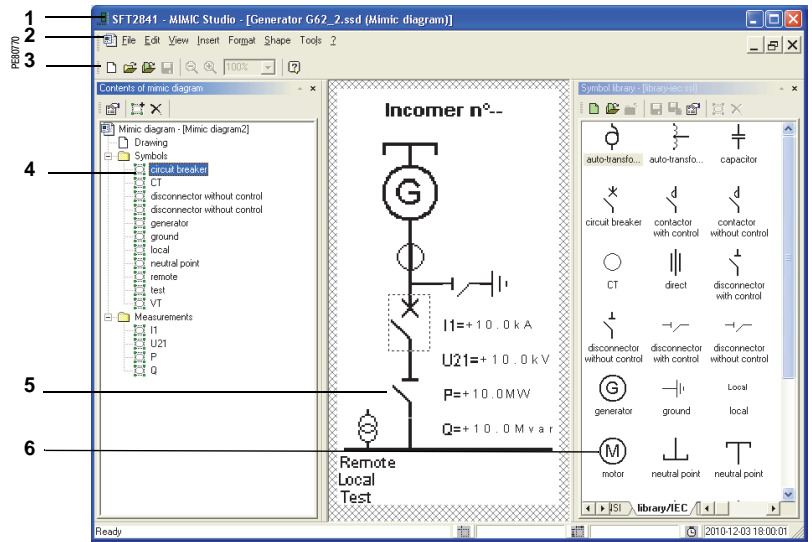 1
SFT2841 - MIMIC Studio - [Generator G62_2.ssd (Mimic diagram)]
2
File Edit View Insert Format Shape Tools ?
PE80770
3
100%
Contents of mimic diagram
Mimic diagram - [Mimic diagram2]
Drawing
Symbols
4
circuit breaker
CT
disconnector without control
disconnector without control
generator
ground
local
neutral point
remote
test
VT
Measurements
I1
U21
P
Q
5
6
Incomer n°--
G
I1=+10.0kA
U21=+10.0kV
P=+10.0MW
Q=+10.0Mvar
Remote
Local
Test
Symbol library - [library-iec.ssl]
auto-transfo... auto-transfo... capacitor
circuit breaker contactor with control contactor without control
CT direct disconnector with control
disconnector without control disconnector with control disconnector without control
G Local
generator ground local
M
motor neutral point neutral point
library/IEC
Ready
2010-12-03 18:00:01